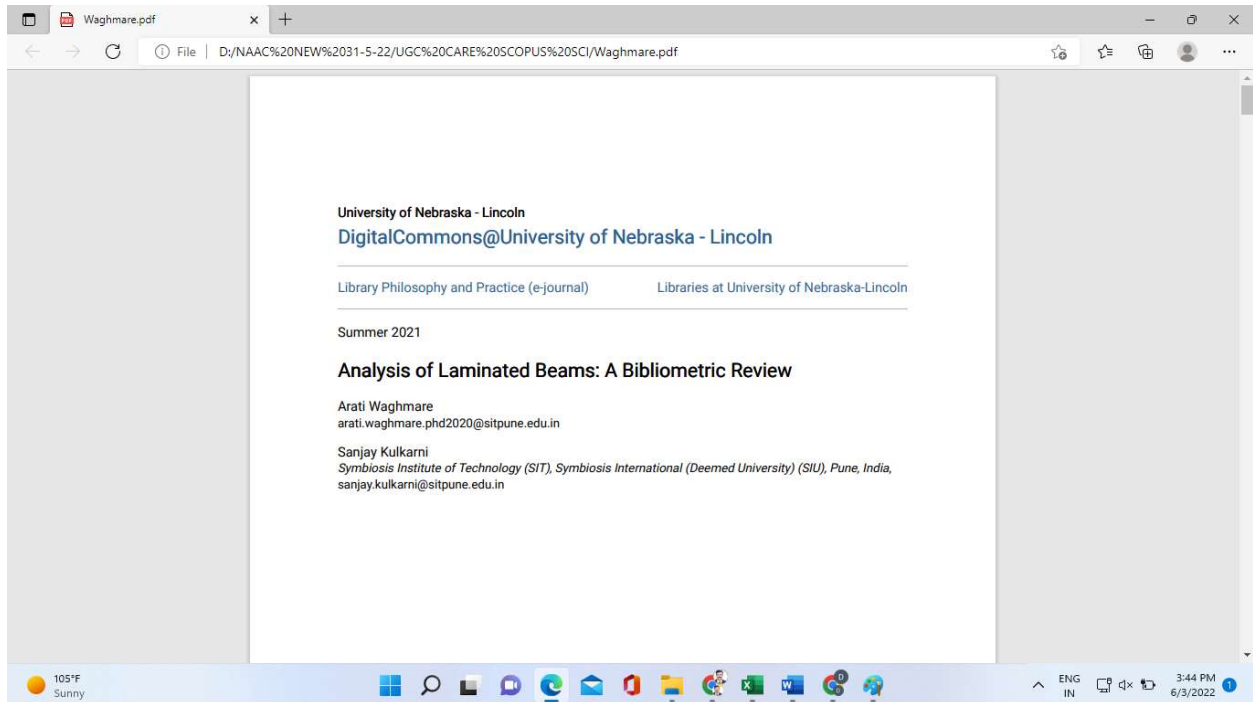 Waghmare.pdf
File D:/NAAC%20NEW%2031-5-22/UGC%20CARE%20SCOPUS%20SCI/Waghmare.pdf
University of Nebraska - Lincoln
DigitalCommons@University of Nebraska - Lincoln
Library Philosophy and Practice (e-journal) Libraries at University of Nebraska-Lincoln
Summer 2021
Analysis of Laminated Beams: A Bibliometric Review
Arati Waghmare
arati.waghmare.phd2020@sitpune.edu.in
Sanjay Kulkarni
Symbiosis Institute of Technology (SIT), Symbiosis International (Deemed University) (SIU), Pune, India,
sanjay.kulkarni@sitpune.edu.in
105°F
Sunny
ENG
IN
3:44 PM
6/3/2022
1